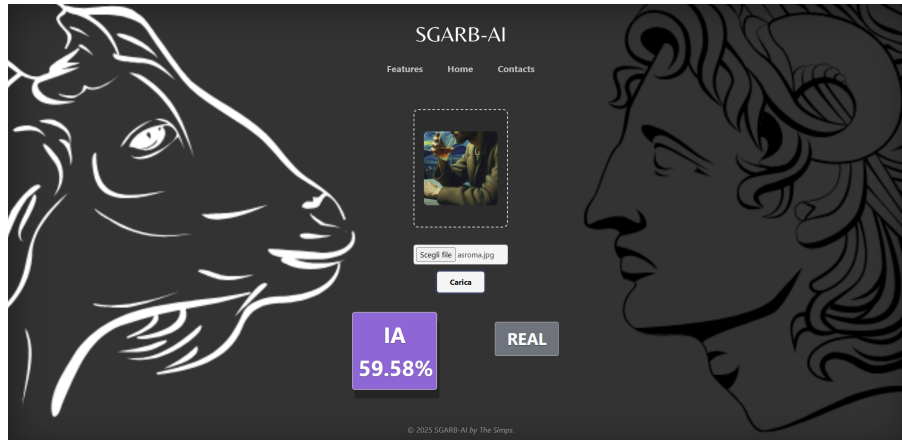 SGARB-AI
Features Home Contacts
Scegli file asroma.jpg
Carica
IA
59.58%
REAL
© 2025 SGARB-AI by The Simps.